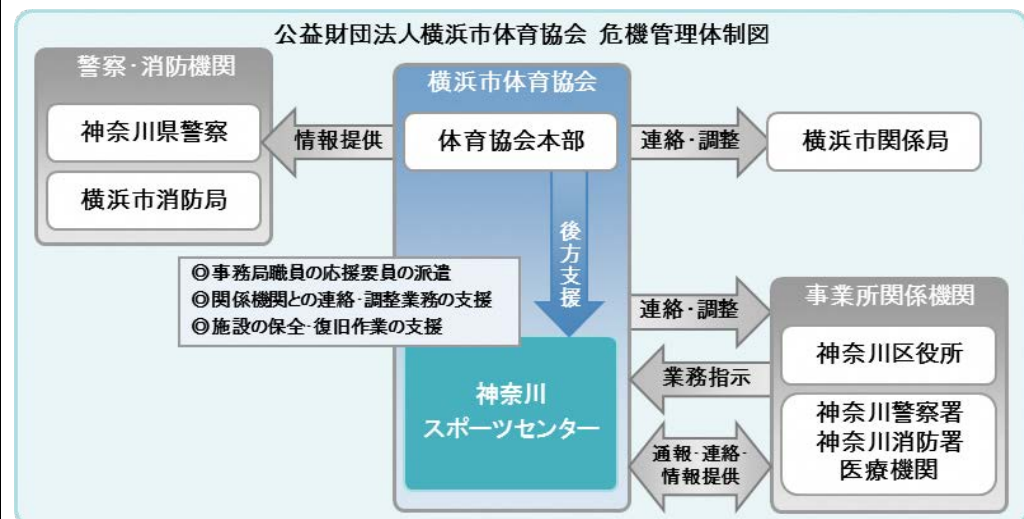 公益財団法人横浜市体育協会 危機管理体制図
警察・消防機関
神奈川県警察
横浜市消防局
情報提供
横浜市体育協会
体育協会本部
連絡・調整
横浜市関係局
後方支援
◎事務局職員の応援要員の派遣
◎関係機関との連絡・調整業務の支援
◎施設の保全・復旧作業の支援
神奈川
スポーツセンター
連絡・調整
業務指示
通報・連絡・
情報提供
事業所関係機関
神奈川区役所
神奈川警察署
神奈川消防署
医療機関